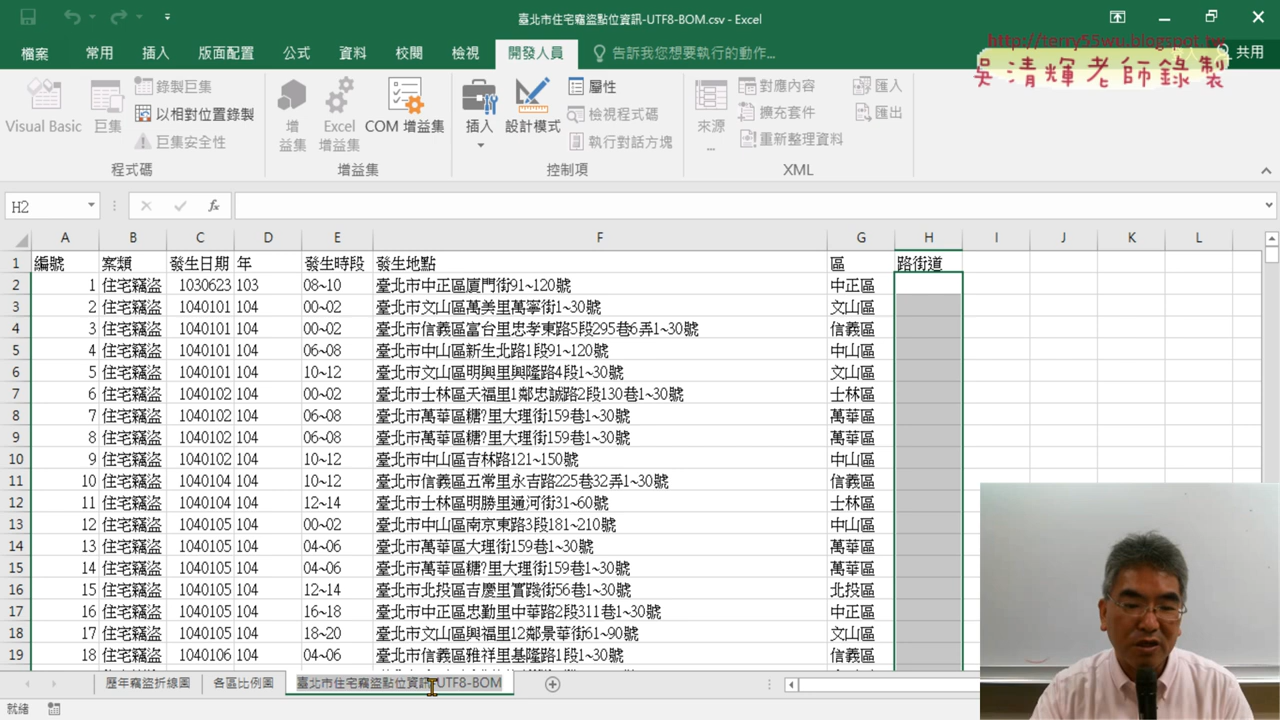 臺北市住宅竊盜點位資訊-UTF8-BOM.csv - Excel
http://terry55wu.blogspot.tw
吳清輝老師錄製
檔案 常用 插入 版面配置 公式 資料 校閱 檢視 開發人員 告訴我您想要執行的動作... 共用
Visual Basic 巨集 錄製巨集 以相對位置錄製 巨集安全性
增益集 Excel 增益集 COM 增益集
插入 設計模式 屬性 檢視程式碼 執行對話方塊
來源... 對應內容 擴充套件 重新整理資料 匯入 匯出
程式碼 增益集 控制項 XML
H2 fx
A B C D E F G H I J K L
1 編號 案類 發生日期 年 發生時段 發生地點 區 路街道
2 1 住宅竊盜 1030623 103 08~10 臺北市中正區廈門街91~120號 中正區
3 2 住宅竊盜 1040101 104 00~02 臺北市文山區萬美里萬寧街1~30號 文山區
4 3 住宅竊盜 1040101 104 00~02 臺北市信義區富台里忠孝東路5段295巷6弄1~30號 信義區
5 4 住宅竊盜 1040101 104 06~08 臺北市中山區新生北路1段91~120號 中山區
6 5 住宅竊盜 1040101 104 10~12 臺北市文山區明興里興隆路4段1~30號 文山區
7 6 住宅竊盜 1040102 104 00~02 臺北市士林區天福里1鄰忠誠路2段130巷1~30號 士林區
8 7 住宅竊盜 1040102 104 06~08 臺北市萬華區糖?里大理街159巷1~30號 萬華區
9 8 住宅竊盜 1040102 104 06~08 臺北市萬華區糖?里大理街159巷1~30號 萬華區
10 9 住宅竊盜 1040102 104 10~12 臺北市中山區吉林路121~150號 中山區
11 10 住宅竊盜 1040104 104 10~12 臺北市信義區五常里永吉路225巷32弄1~30號 信義區
12 11 住宅竊盜 1040104 104 12~14 臺北市士林區明勝里通河街31~60號 士林區
13 12 住宅竊盜 1040105 104 00~02 臺北市中山區南京東路3段181~210號 中山區
14 13 住宅竊盜 1040105 104 04~06 臺北市萬華區大理街159巷1~30號 萬華區
15 14 住宅竊盜 1040105 104 04~06 臺北市萬華區糖?里大理街159巷1~30號 萬華區
16 15 住宅竊盜 1040105 104 12~14 臺北市北投區吉慶里實踐街56巷1~30號 北投區
17 16 住宅竊盜 1040105 104 16~18 臺北市中正區忠勤里中華路2段311巷1~30號 中正區
18 17 住宅竊盜 1040105 104 18~20 臺北市文山區興福里12鄰景華街61~90號 文山區
19 18 住宅竊盜 1040106 104 04~06 臺北市信義區雅祥里基隆路1段1~30號 信義區
歷年竊盜折線圖 各區比例圖 臺北市住宅竊盜點位資訊-UTF8-BOM
就緒